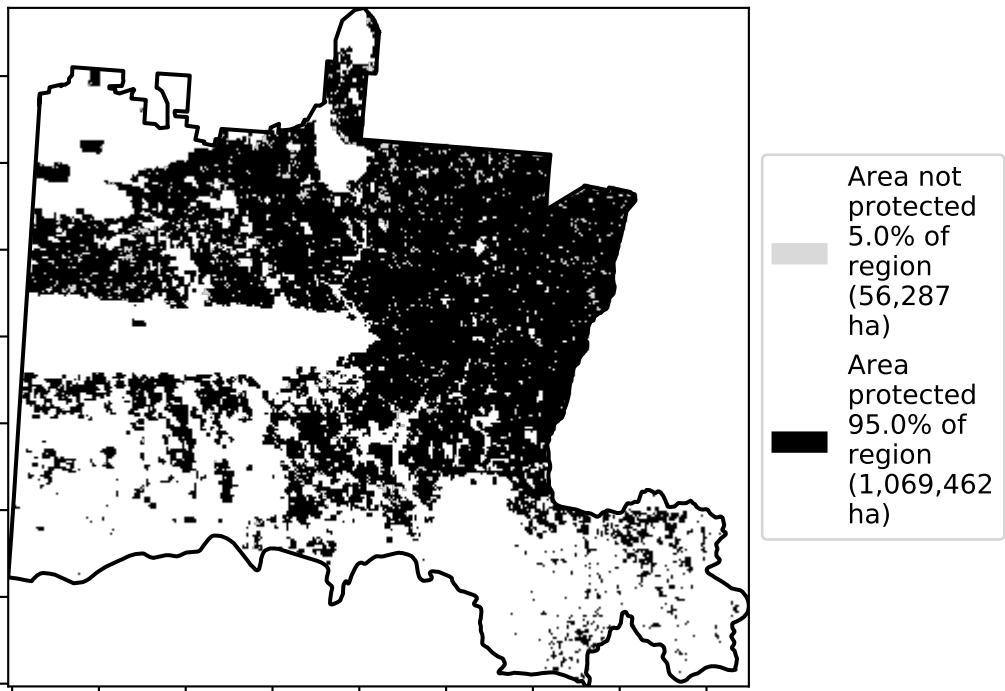 Area not
protected
5.0% of
region
(56,287
ha)
Area
protected
95.0% of
region
(1,069,462
ha)